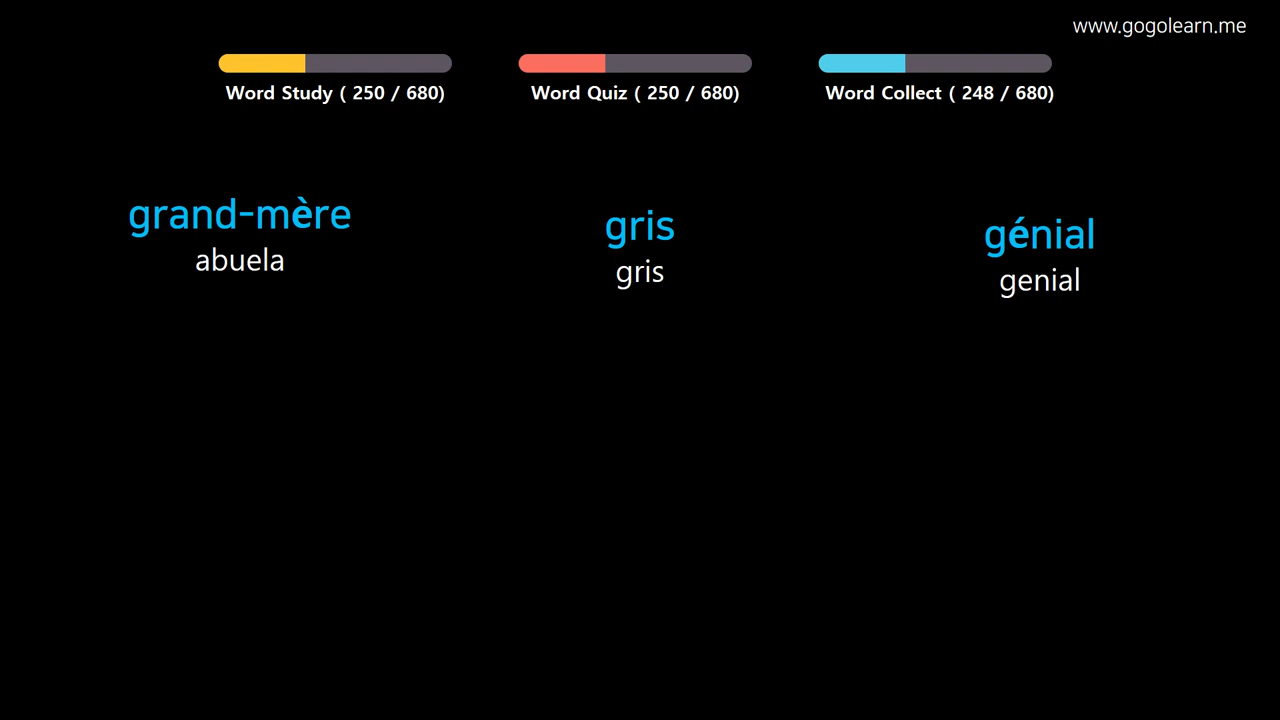 www.gogolearn.me
Word Study ( 250 / 680)
Word Quiz ( 250 / 680)
Word Collect ( 248 / 680)
grand-mère
abuela
gris
gris
génial
genial